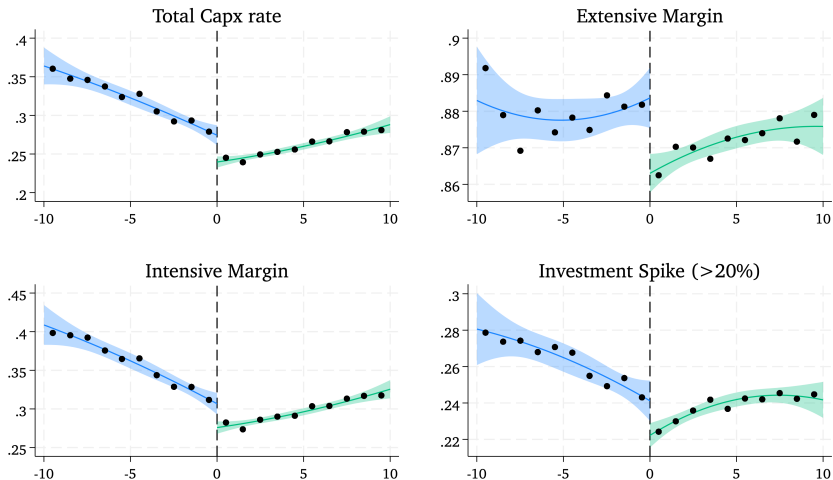 Total Capx rate
.4
.35
.3
.25
.2
-10 -5 0 5 10
Extensive Margin
.9
.89
.88
.87
.86
-10 -5 0 5 10
Intensive Margin
.45
.4
.35
.3
.25
-10 -5 0 5 10
Investment Spike (>20%)
.3
.28
.26
.24
.22
-10 -5 0 5 10